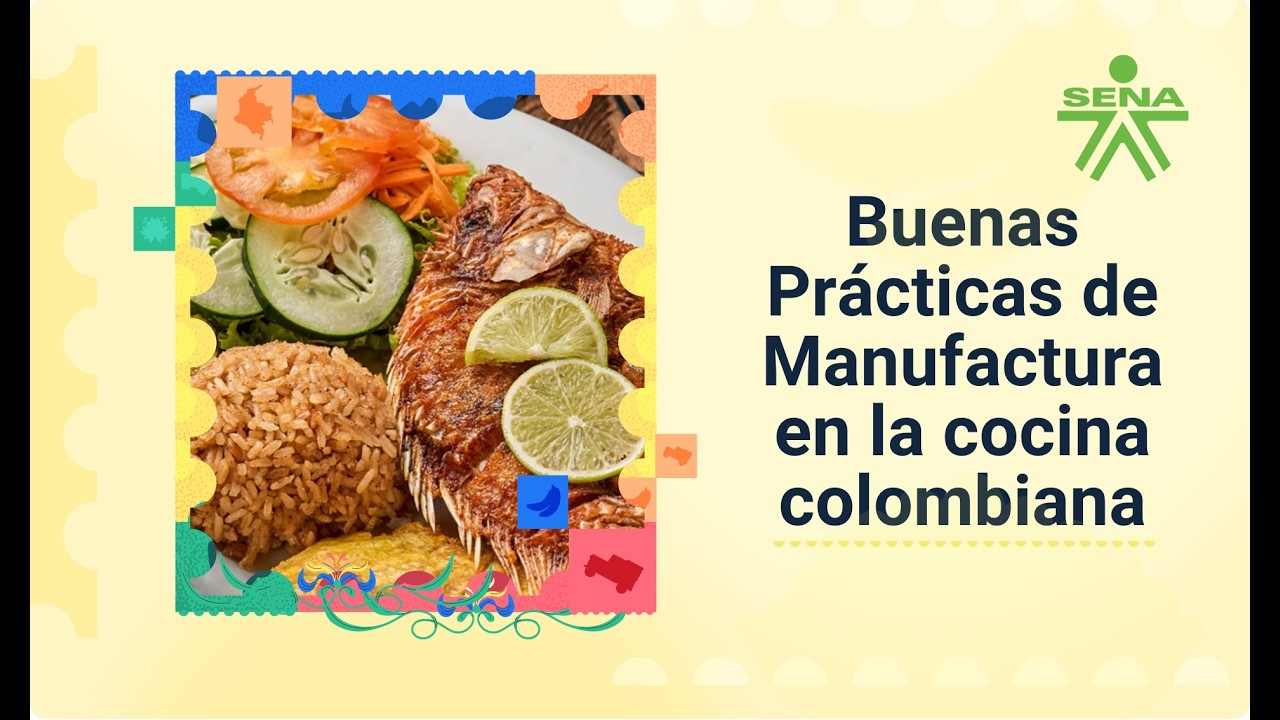 SENA
Buenas
Prácticas de
Manufactura
en la cocina
colombiana